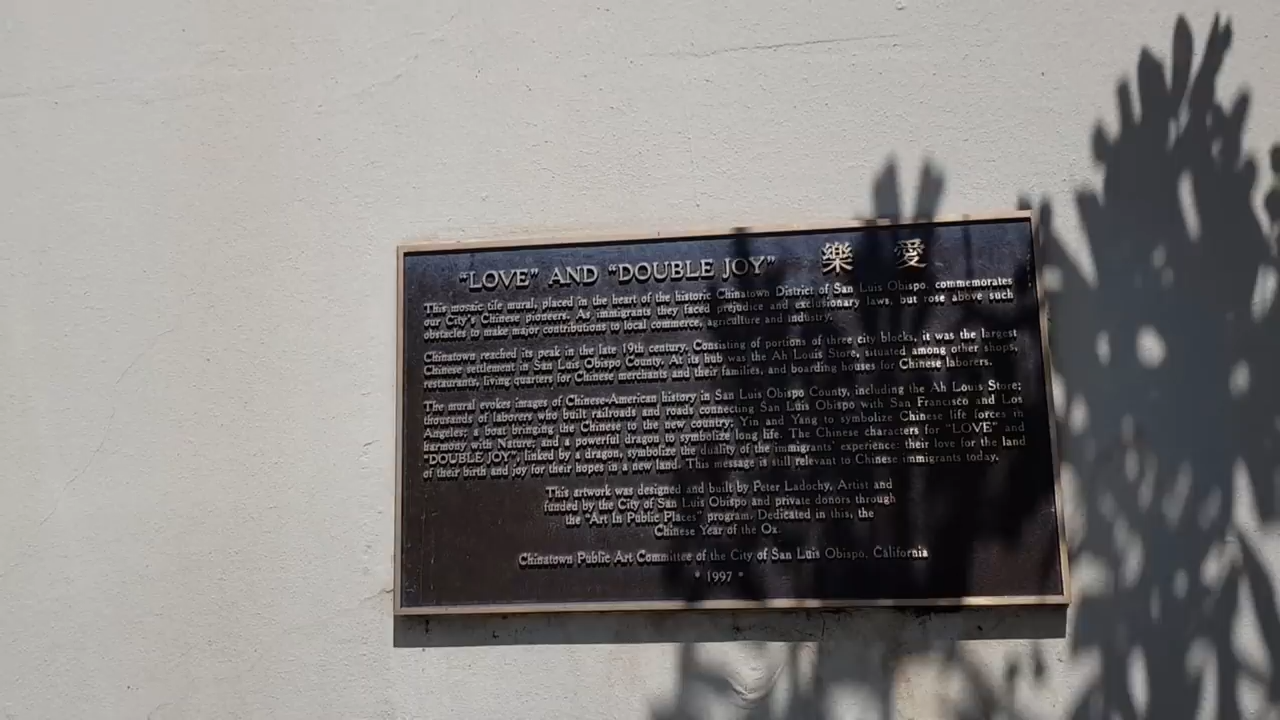 "LOVE" AND "DOUBLE JOY" 樂 愛
This mosaic tile mural, placed in the heart of the historic Chinatown District of San Luis Obispo, commemorates
our City's Chinese pioneers. As immigrants they faced prejudice and exclusionary laws, but rose above such
obstacles to make major contributions to local commerce, agriculture and industry.
Chinatown reached its peak in the late 19th century. Consisting of portions of three city blocks, it was the largest
Chinese settlement in San Luis Obispo County. At its hub was the Ah Louis Store, situated among other shops,
restaurants, living quarters for Chinese merchants and their families, and boarding houses for Chinese laborers.
The mural evokes images of Chinese-American history in San Luis Obispo County, including the Ah Louis Store;
thousands of laborers who built railroads and roads connecting San Luis Obispo with San Francisco and Los
Angeles; a boat bringing the Chinese to the new country; Yin and Yang to symbolize Chinese life forces in
harmony with Nature; and a powerful dragon to symbolize long life. The Chinese characters for "LOVE" and
"DOUBLE JOY", linked by a dragon, symbolize the duality of the immigrants' experience: their love for the land
of their birth and joy for their hopes in a new land. This message is still relevant to Chinese immigrants today.
This artwork was designed and built by Peter Ladochy, Artist and
funded by the City of San Luis Obispo and private donors through
the "Art In Public Places" program. Dedicated in this, the
Chinese Year of the Ox.
Chinatown Public Art Committee of the City of San Luis Obispo, California
* 1997 *